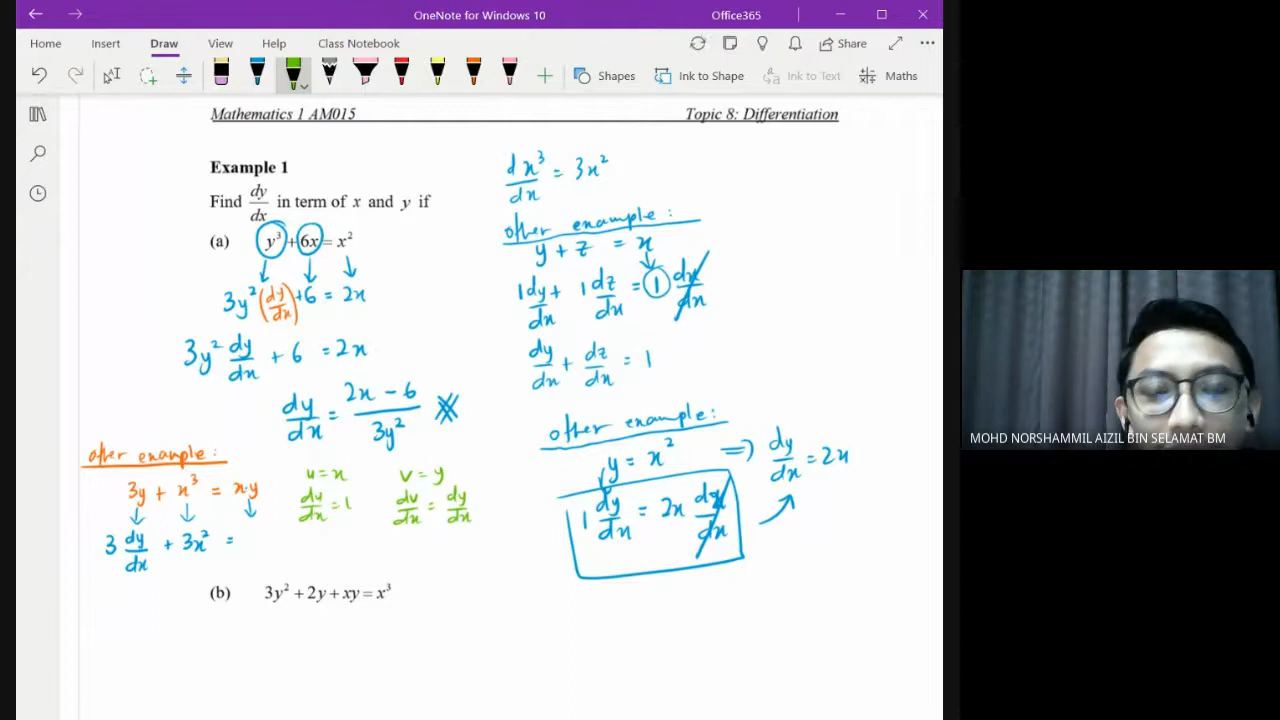 OneNote for Windows 10
Office365
Home Insert Draw View Help Class Notebook Share
Shapes Ink to Shape Ink to Text Maths
Mathematics 1 AM015
Topic 8: Differentiation
Example 1
Find dy/dx in term of x and y if
(a) y³ + 6x = x²
3y² (dy/dx) + 6 = 2x
3y² dy/dx + 6 = 2x
dy/dx = (2x - 6)/3y²
other example:
3y + x³ = x·y
3 dy/dx + 3x² =
u = x
du/dx = 1
v = y
dv/dx = dy/dx
(b) 3y² + 2y + xy = x³
dx³/dx = 3x²
other example:
y + z = x
1 dy/dx + 1 dz/dx = 1 dx/dx
dy/dx + dz/dx = 1
other example:
y = x² ⇒ dy/dx = 2x
1 dy/dx = 2x dx/dx
MOHD NORSHAMMIL AIZIL BIN SELAMAT BM